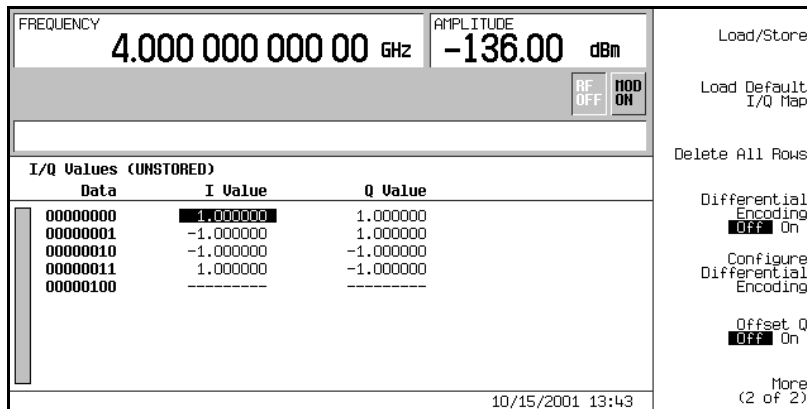 FREQUENCY
4.000 000 000 00 GHz
AMPLITUDE
-136.00 dBm
RF OFF
MOD ON
I/Q Values (UNSTORED)
Data I Value Q Value
00000000 1.000000 1.000000
00000001 -1.000000 1.000000
00000010 -1.000000 -1.000000
00000011 1.000000 -1.000000
00000100 --------- ---------
10/15/2001 13:43
Load/Store
Load Default
I/Q Map
Delete All Rows
Differential
Encoding
Off On
Configure
Differential
Encoding
Offset Q
Off On
More
(2 of 2)